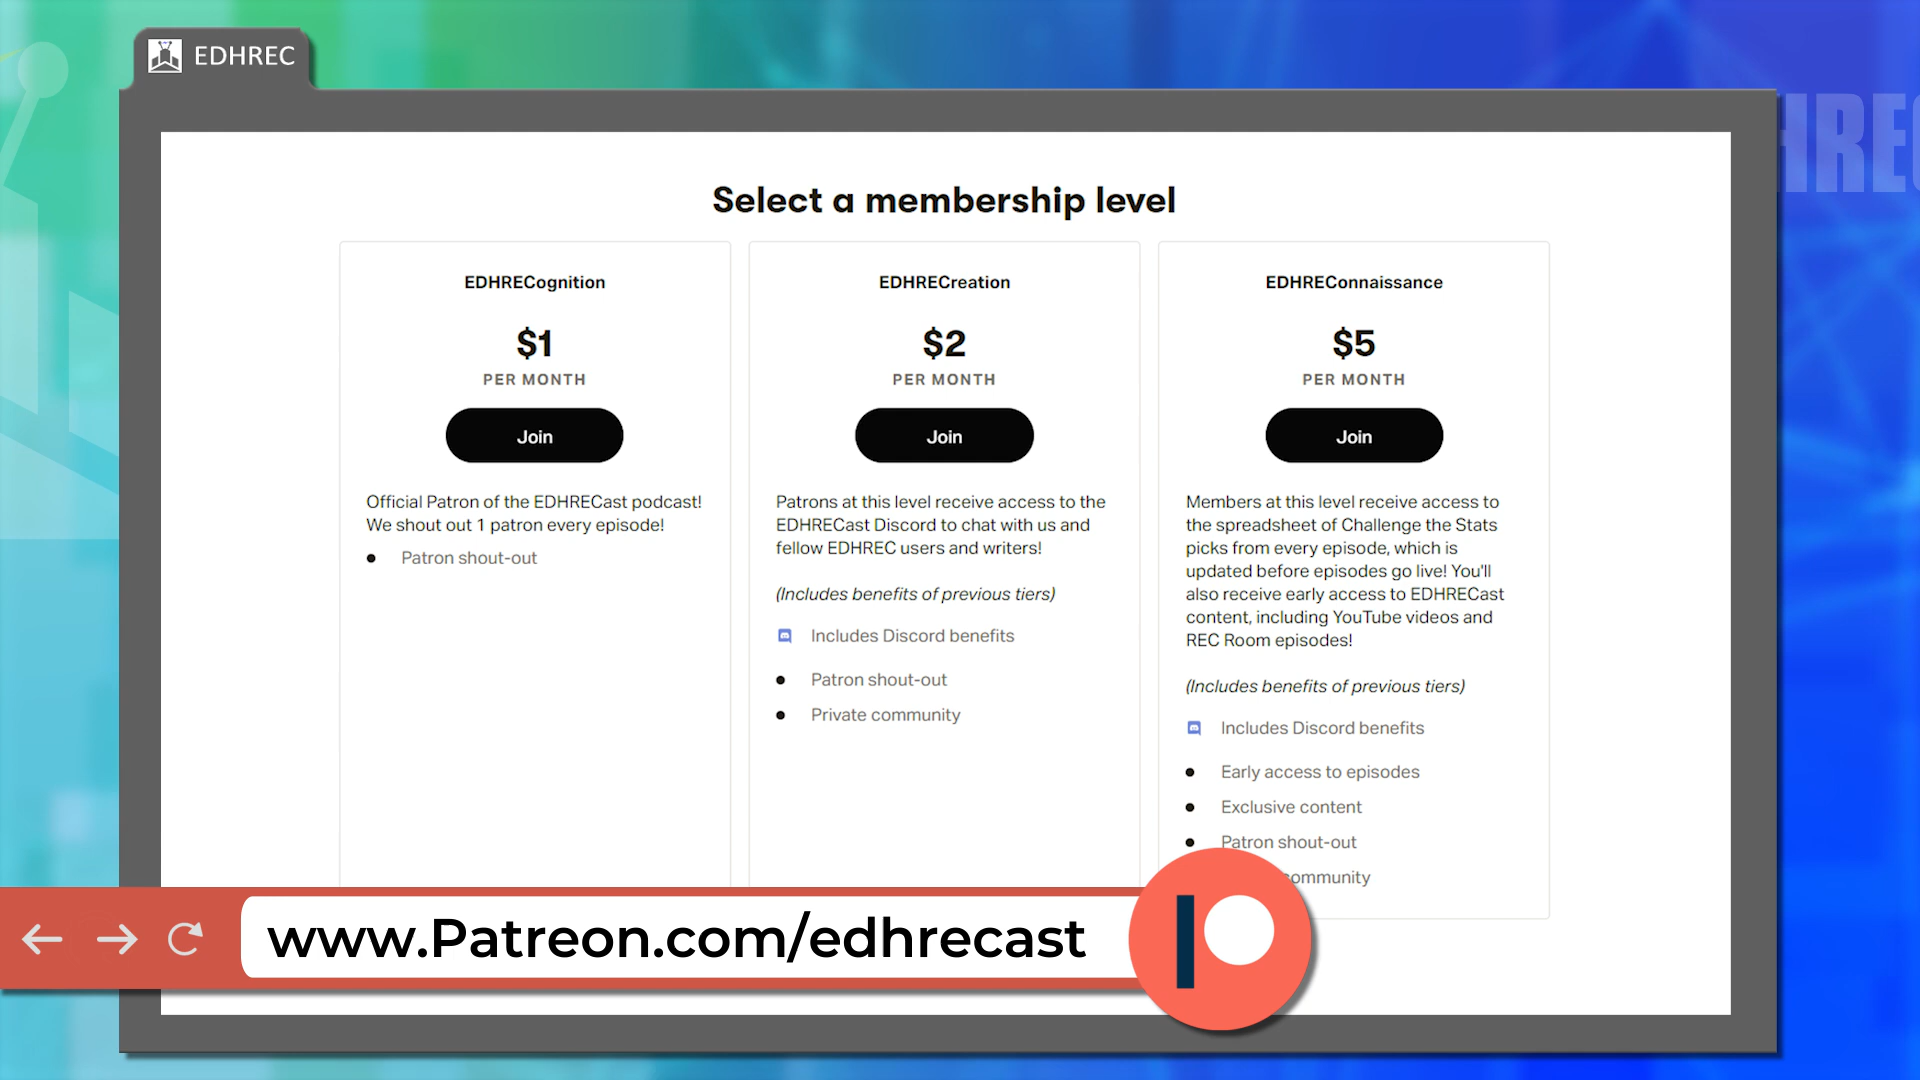 EDHREC
HREC
Select a membership level
EDHRECognition
$1
PER MONTH
Join
Official Patron of the EDHRECast podcast!
We shout out 1 patron every episode!
Patron shout-out
EDHRECreation
$2
PER MONTH
Join
Patrons at this level receive access to the
EDHRECast Discord to chat with us and
fellow EDHREC users and writers!
(Includes benefits of previous tiers)
Includes Discord benefits
Patron shout-out
Private community
EDHREConnaissance
$5
PER MONTH
Join
Members at this level receive access to
the spreadsheet of Challenge the Stats
picks from every episode, which is
updated before episodes go live! You'll
also receive early access to EDHRECast
content, including YouTube videos and
REC Room episodes!
(Includes benefits of previous tiers)
Includes Discord benefits
Early access to episodes
Exclusive content
Patron shout-out
ommunity
www.Patreon.com/edhrecast